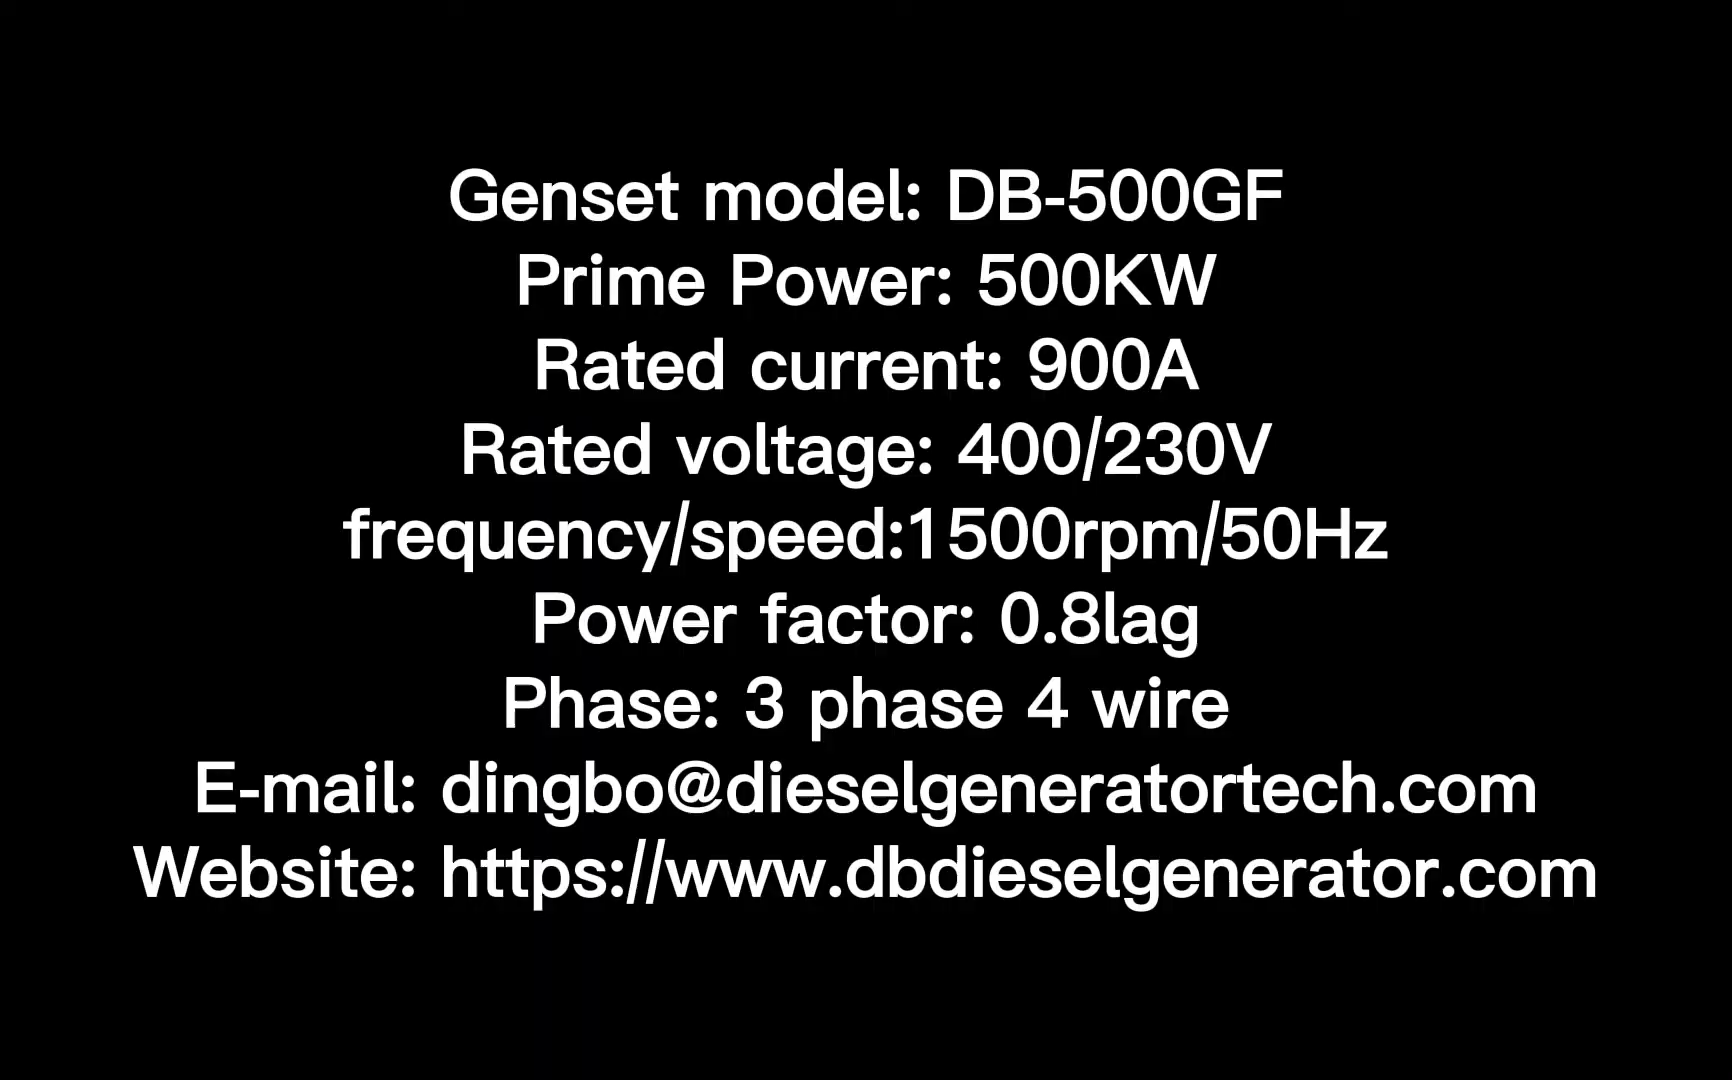 Genset model: DB-500GF
Prime Power: 500KW
Rated current: 900A
Rated voltage: 400/230V
frequency/speed:1500rpm/50Hz
Power factor: 0.8lag
Phase: 3 phase 4 wire
E-mail: dingbo@dieselgeneratortech.com
Website: https://www.dbdieselgenerator.com